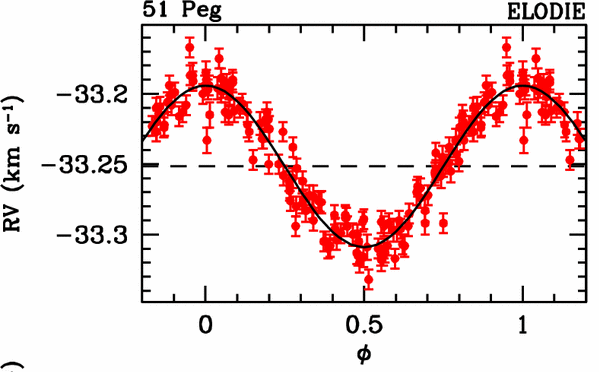 51 Peg ELODIE
RV (km s⁻¹)
−33.2
−33.25
−33.3
0 0.5 1
ϕ
)